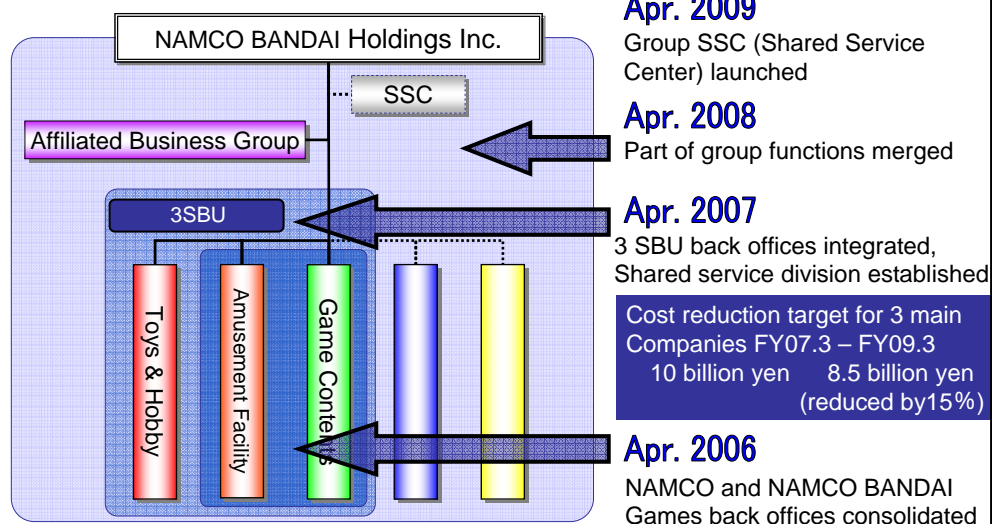 NAMCO BANDAI Holdings Inc.
SSC
Affiliated Business Group
3SBU
Toys & Hobby
Amusement Facility
Game Contents
Apr. 2009
Group SSC (Shared Service
Center) launched
Apr. 2008
Part of group functions merged
Apr. 2007
3 SBU back offices integrated,
Shared service division established
Cost reduction target for 3 main
Companies FY07.3 – FY09.3
10 billion yen 8.5 billion yen
(reduced by15%)
Apr. 2006
NAMCO and NAMCO BANDAI
Games back offices consolidated